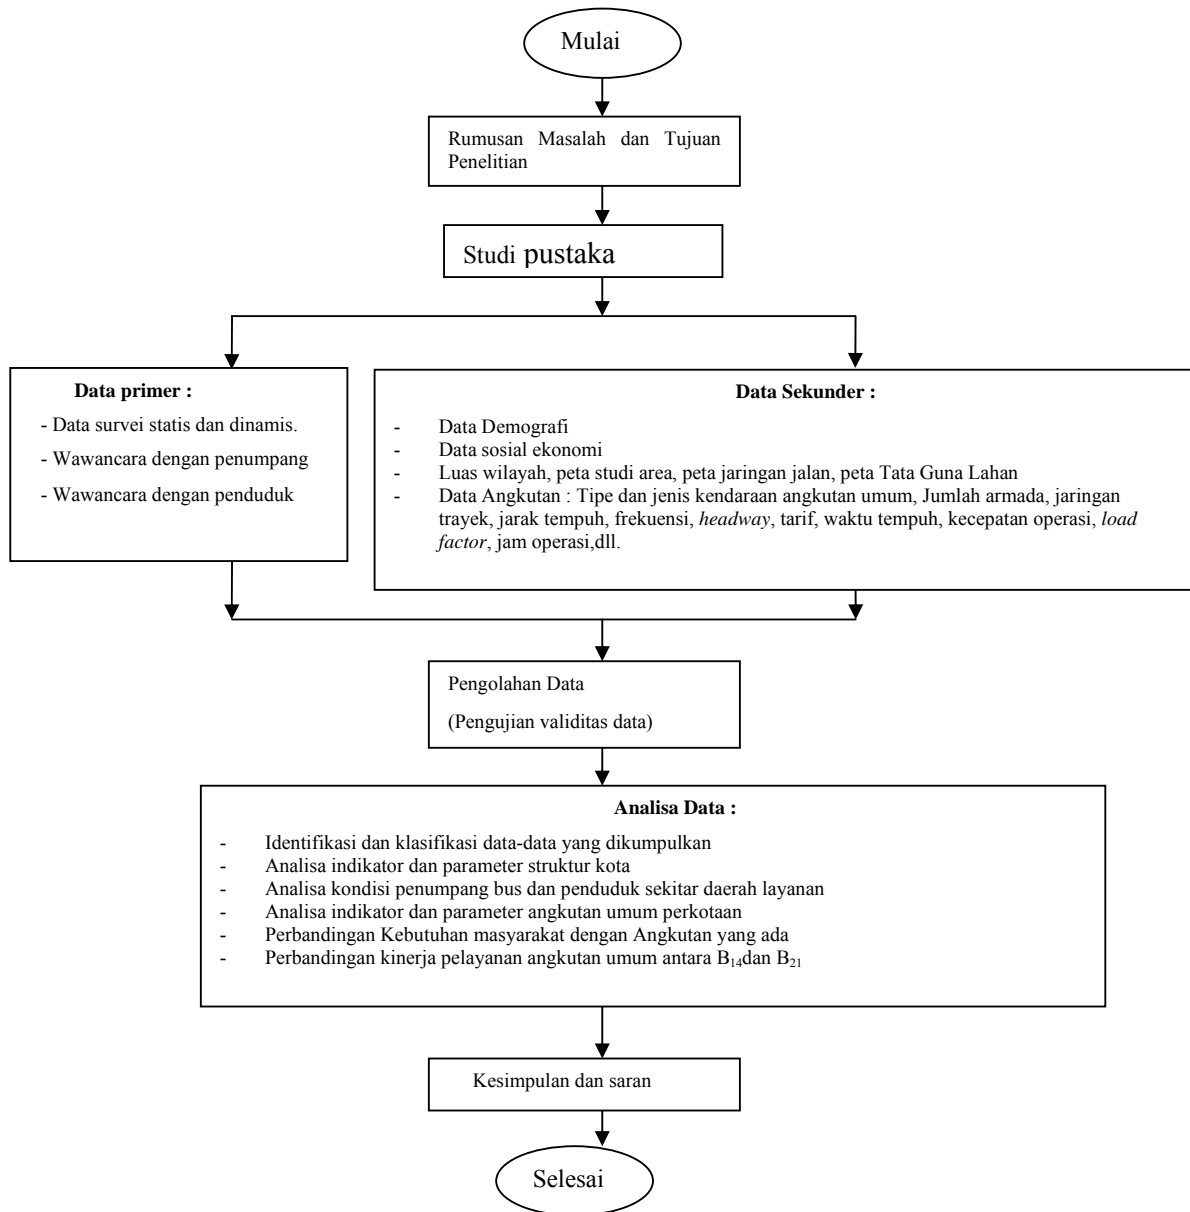 Mulai
Rumusan Masalah dan Tujuan
Penelitian
Studi pustaka
Data primer :
- Data survei statis dan dinamis.
- Wawancara dengan penumpang
- Wawancara dengan penduduk
Data Sekunder :
- Data Demografi
- Data sosial ekonomi
- Luas wilayah, peta studi area, peta jaringan jalan, peta Tata Guna Lahan
- Data Angkutan : Tipe dan jenis kendaraan angkutan umum, Jumlah armada, jaringan
trayek, jarak tempuh, frekuensi, headway, tarif, waktu tempuh, kecepatan operasi, load
factor, jam operasi,dll.
Pengolahan Data
(Pengujian validitas data)
Analisa Data :
- Identifikasi dan klasifikasi data-data yang dikumpulkan
- Analisa indikator dan parameter struktur kota
- Analisa kondisi penumpang bus dan penduduk sekitar daerah layanan
- Analisa indikator dan parameter angkutan umum perkotaan
- Perbandingan Kebutuhan masyarakat dengan Angkutan yang ada
- Perbandingan kinerja pelayanan angkutan umum antara B₁₄dan B₂₁
Kesimpulan dan saran
Selesai